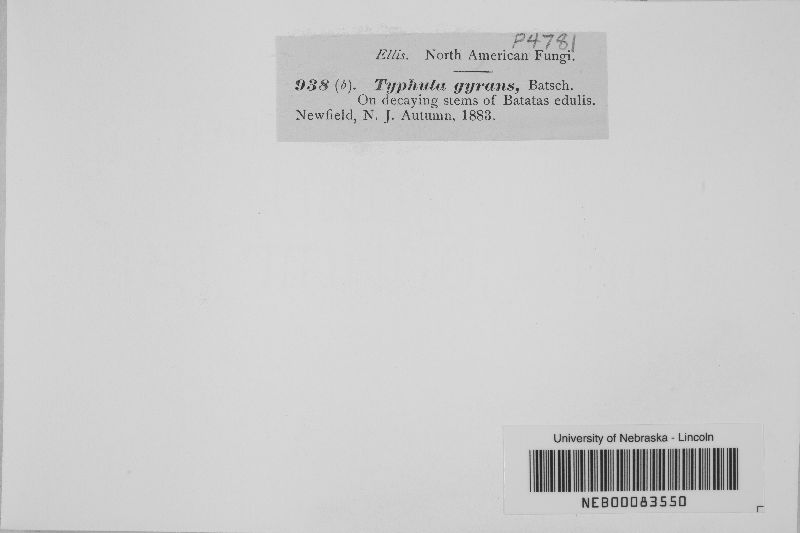 P4781
Ellis. North American Fungi.
938 (b). Typhula gyrans, Batsch.
On decaying stems of Batatas edulis.
Newfield, N. J. Autumn, 1883.
University of Nebraska - Lincoln
NEB00083550